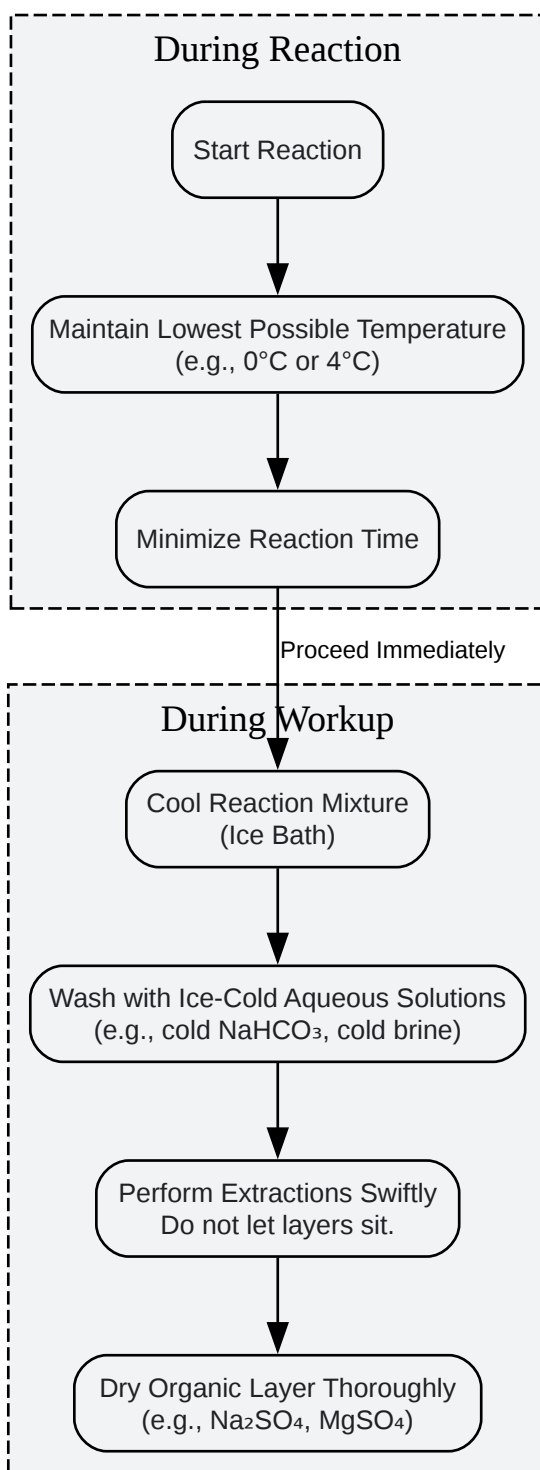 During Reaction
Start Reaction
Maintain Lowest Possible Temperature
(e.g., 0°C or 4°C)
Minimize Reaction Time
Proceed Immediately
During Workup
Cool Reaction Mixture
(Ice Bath)
Wash with Ice-Cold Aqueous Solutions
(e.g., cold NaHCO₃, cold brine)
Perform Extractions Swiftly
Do not let layers sit.
Dry Organic Layer Thoroughly
(e.g., Na₂SO₄, MgSO₄)